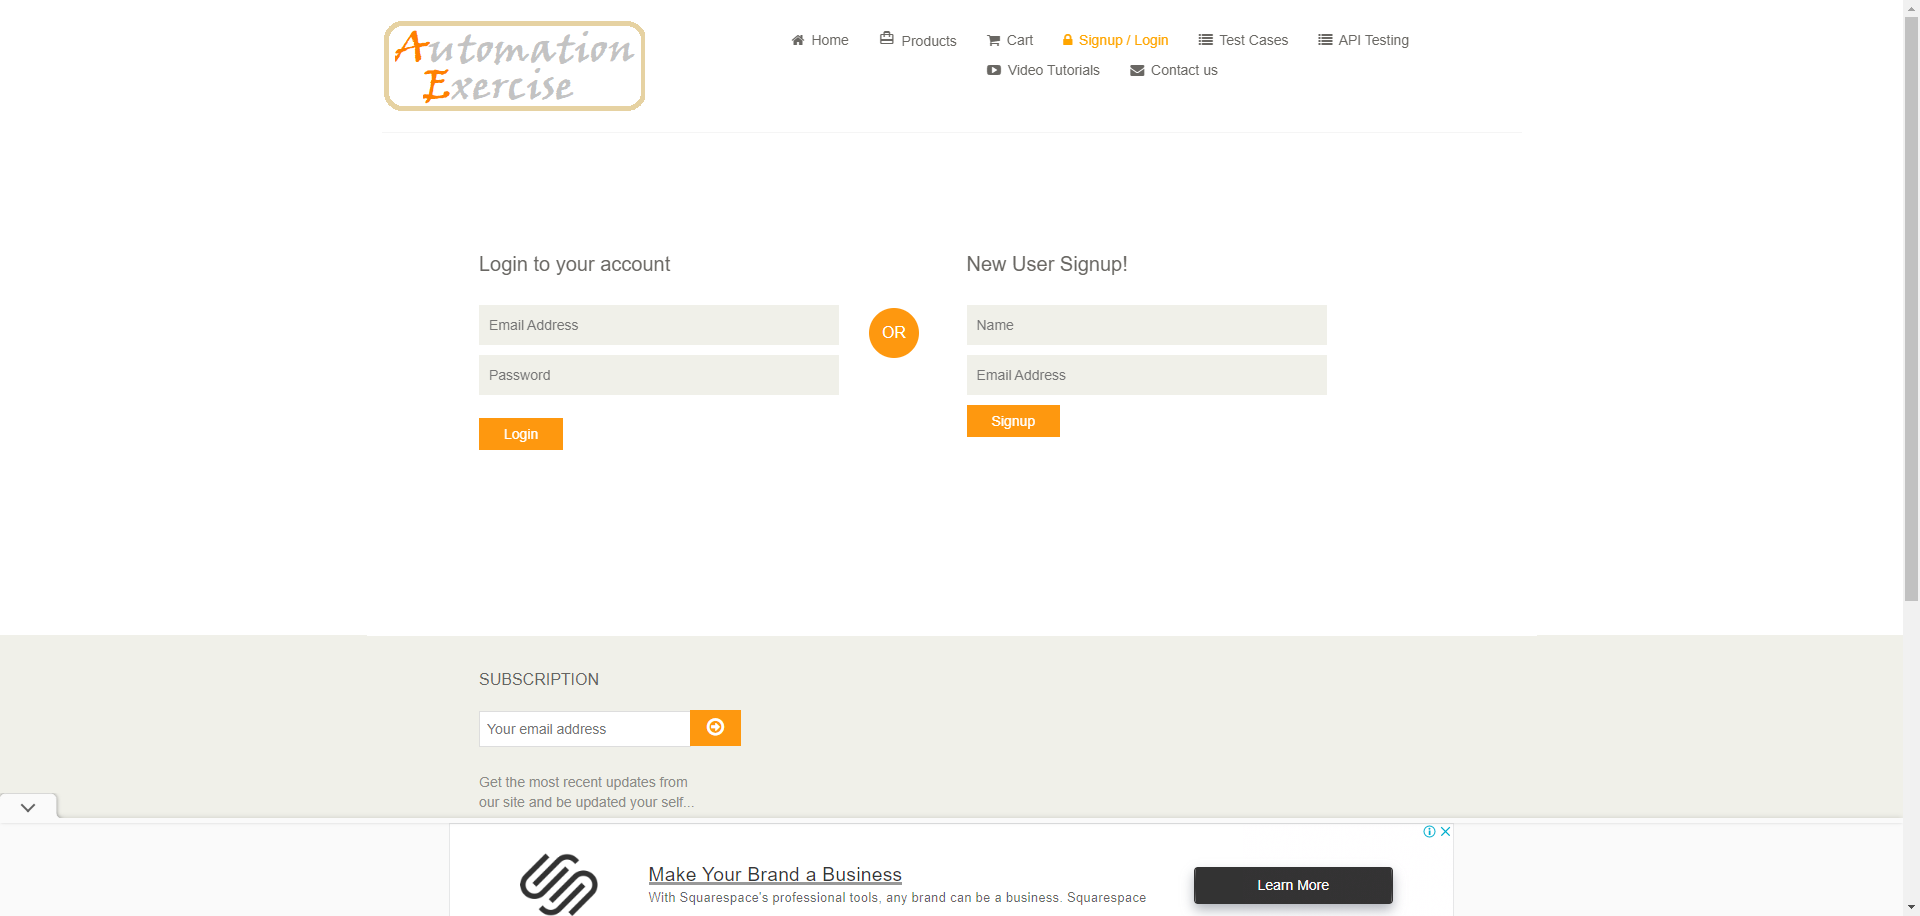 Automation
Exercise
Home
Products
Cart
Signup / Login
Test Cases
API Testing
Video Tutorials
Contact us
Login to your account
Email Address
Password
Login
OR
New User Signup!
Name
Email Address
Signup
SUBSCRIPTION
Your email address
Get the most recent updates from
our site and be updated your self...
Make Your Brand a Business
With Squarespace's professional tools, any brand can be a business. Squarespace
Learn More